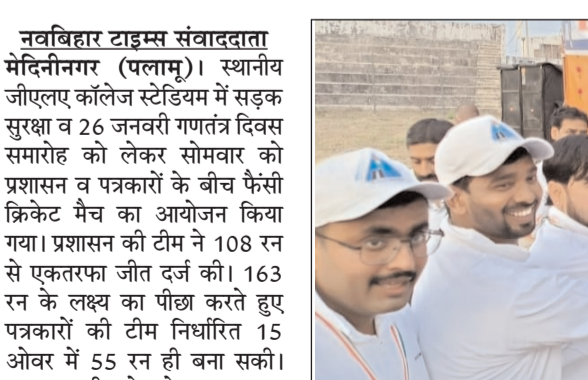 नवबिहार टाइम्स संवाददाता
मेदिनीनगर (पलामू)। स्थानीय
जीएलए कॉलेज स्टेडियम में सड़क
सुरक्षा व 26 जनवरी गणतंत्र दिवस
समारोह को लेकर सोमवार को
प्रशासन व पत्रकारों के बीच फैंसी
क्रिकेट मैच का आयोजन किया
गया। प्रशासन की टीम ने 108 रन
से एकतरफा जीत दर्ज की। 163
रन के लक्ष्य का पीछा करते हुए
पत्रकारों की टीम निर्धारित 15
ओवर में 55 रन ही बना सकी।